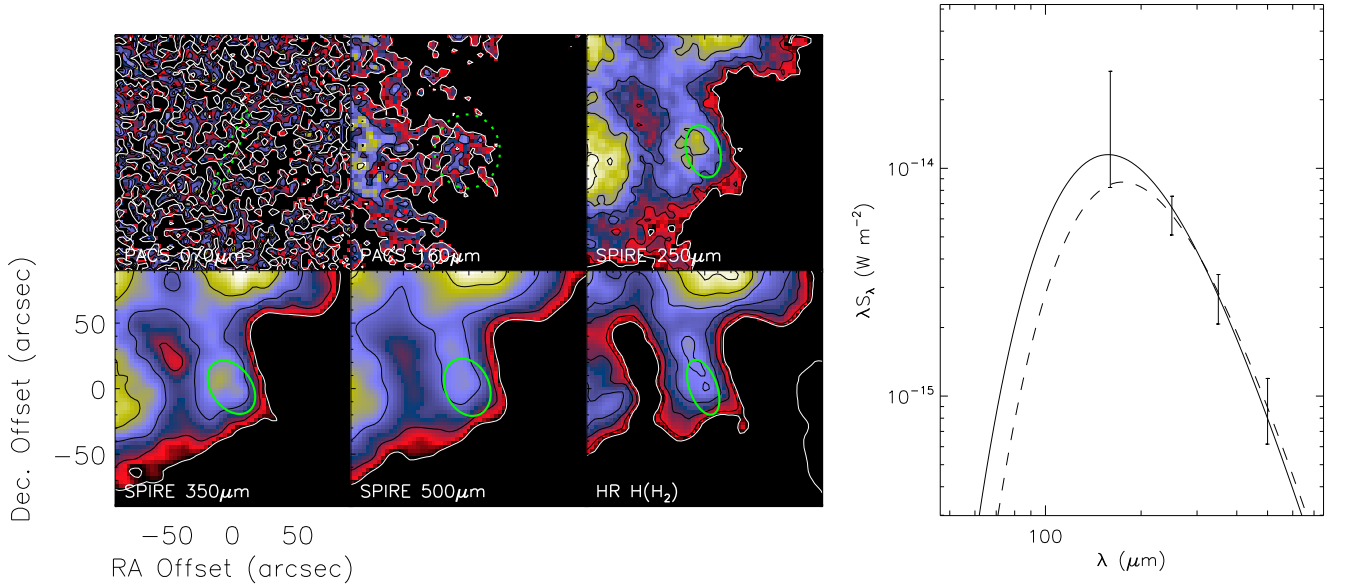 PACS 070μm
PACS 160μm
SPIRE 250μm
SPIRE 350μm
SPIRE 500μm
HR H(H₂)
Dec. Offset (arcsec)
50
0
−50
−50 0 50
RA Offset (arcsec)
λS_λ (W m⁻²)
10⁻¹⁴
10⁻¹⁵
100
λ (μm)